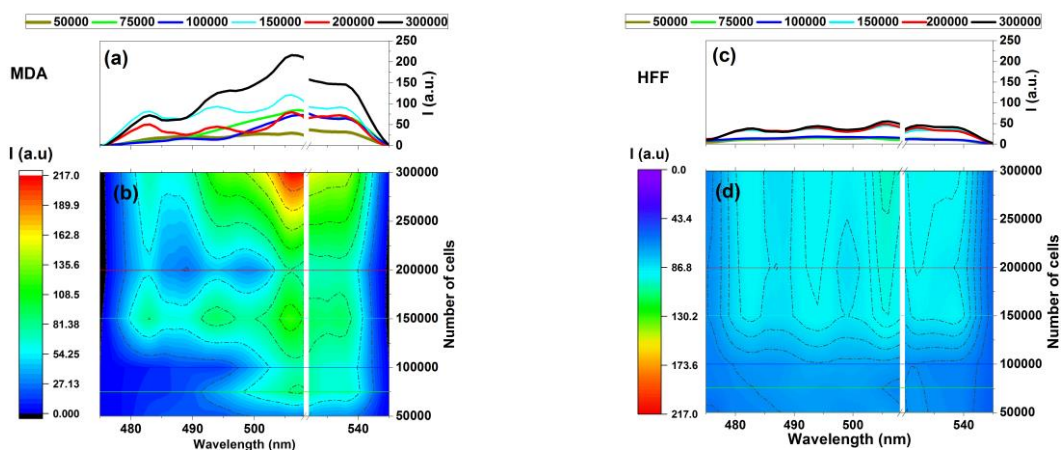 50000 75000 100000 150000 200000 300000
MDA
(a)
250
200
150
100
50
0
I (a.u.)
I (a.u)
217.0
189.9
162.8
135.6
108.5
81.38
54.25
27.13
0.000
(b)
300000
250000
200000
150000
100000
50000
Number of cells
480 490 500 540
Wavelength (nm)
50000 75000 100000 150000 200000 300000
HFF
(c)
250
200
150
100
50
0
I (a.u.)
I (a.u)
0.0
43.4
86.8
130.2
173.6
217.0
(d)
300000
250000
200000
150000
100000
50000
Number of cells
480 490 500 540
Wavelength (nm)